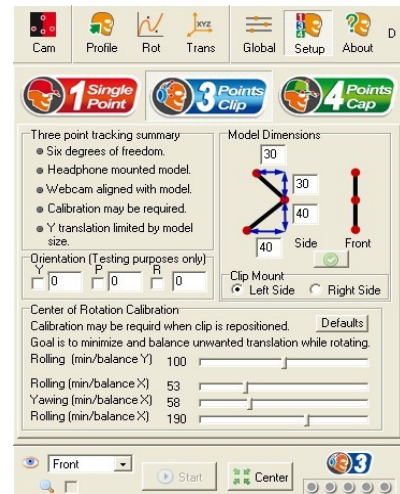 XYZ
1
3
4
Cam
Profile
Rot
Trans
Global
Setup
About
D
1 Single Point
3 Points Clip
4 Points Cap
Three point tracking summary
Six degrees of freedom.
Headphone mounted model.
Webcam aligned with model.
Calibration may be required.
Y translation limited by model
size.
Model Dimensions
30
30
40
40
Side
Front
Orientation (Testing purposes only)
Y 0 P 0 R 0
Clip Mount
Left Side Right Side
Center of Rotation Calibration
Calibration may be requird when clip is repositioned.
Defaults
Goal is to minimize and balance unwanted translation while rotating.
Rolling (min/balance Y) 100
Rolling (min/balance X) 53
Yawing (min/balance X) 58
Rolling (min/balance X) 190
Front
Start
Center
3